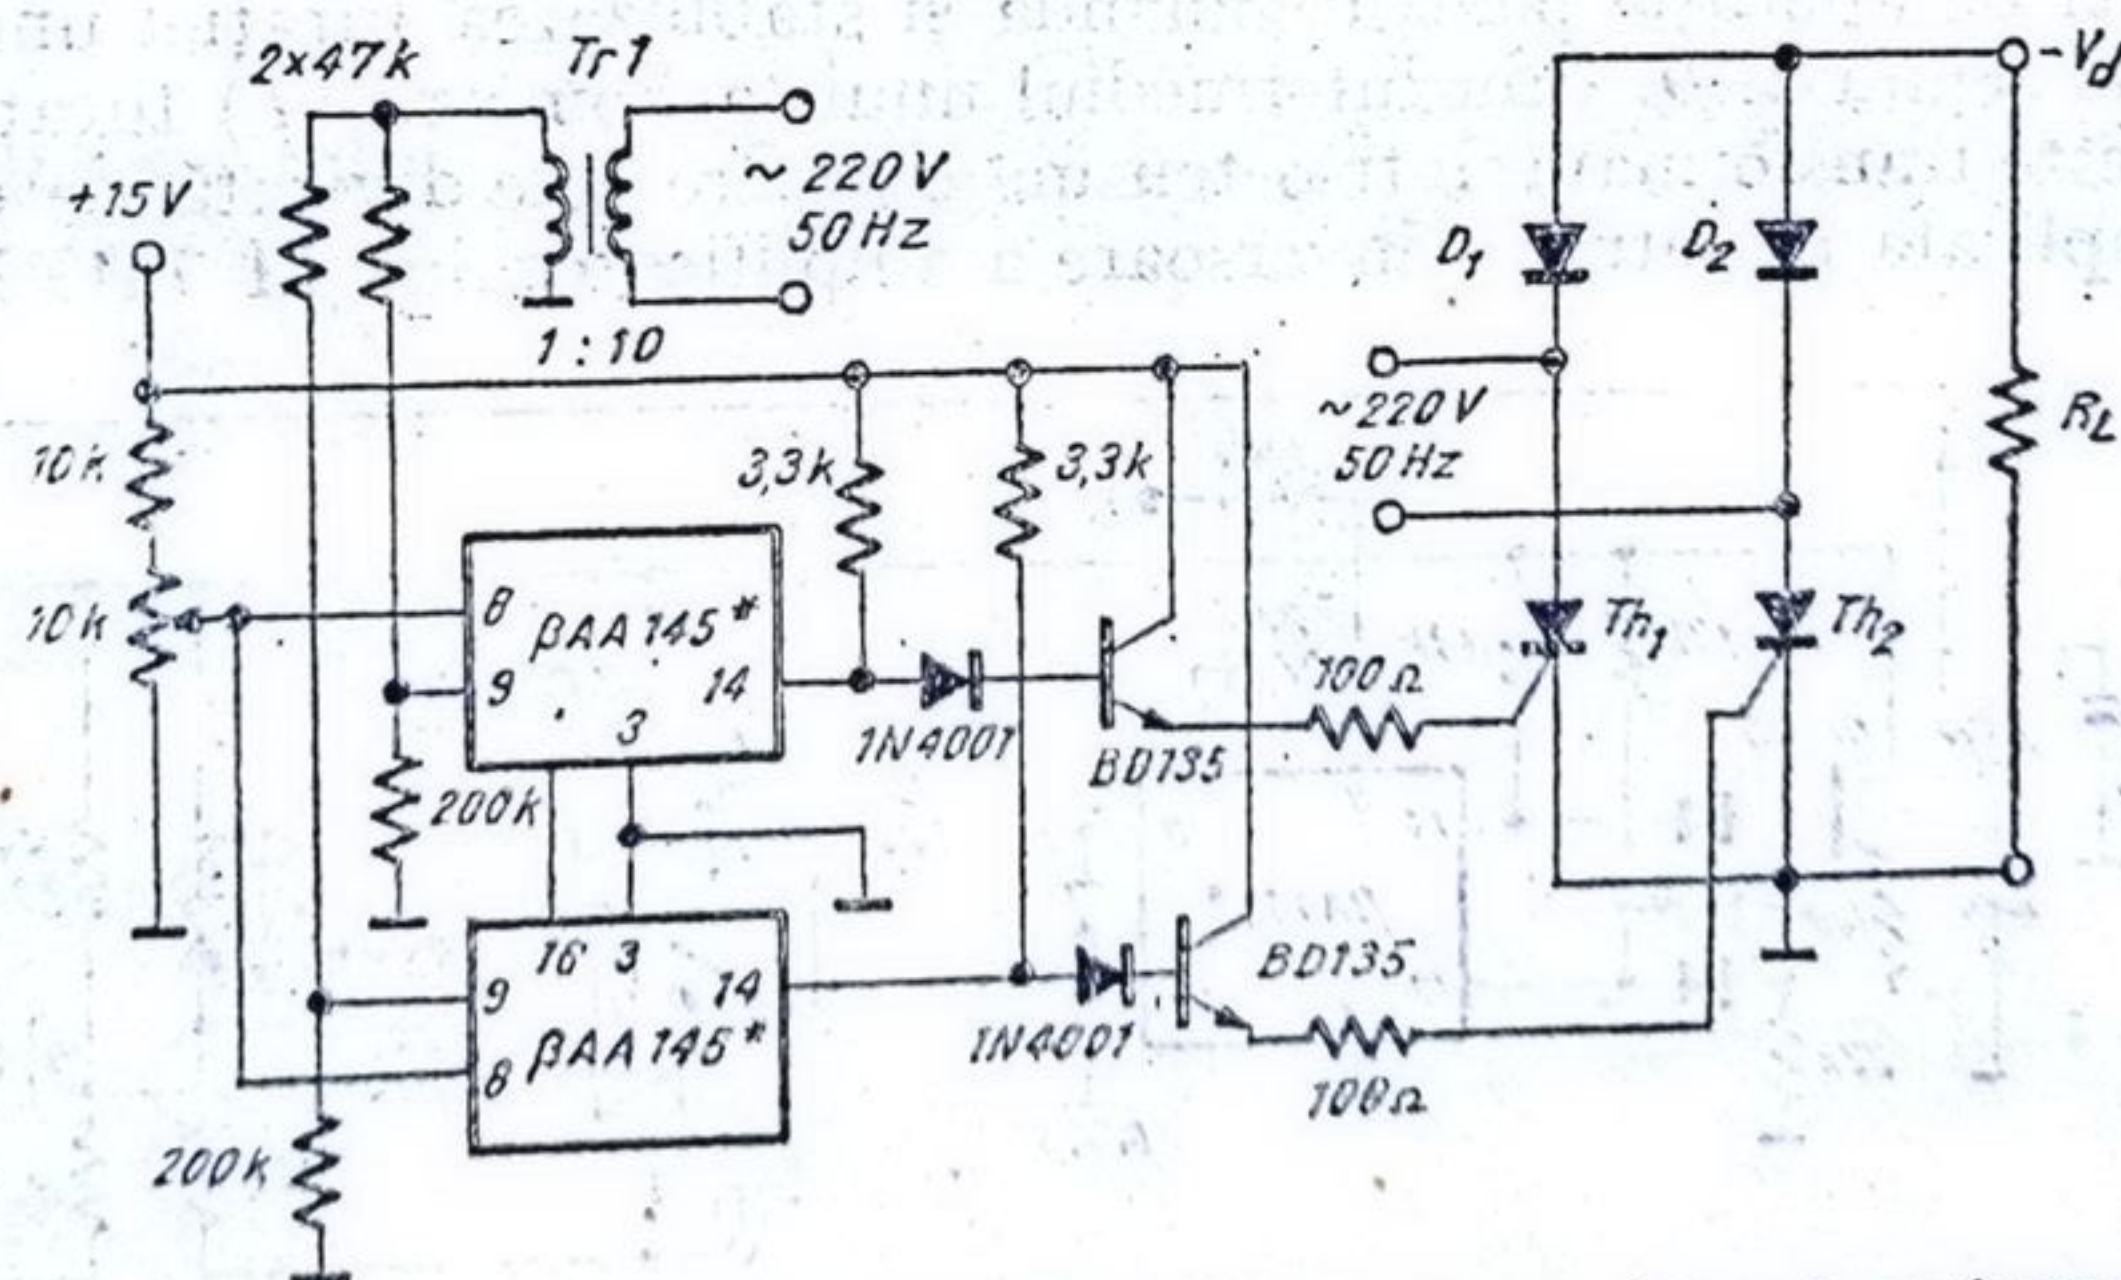 2x47k
Tr1
-Vd
+15V
~220V
50Hz
D1
D2
1:10
~220V
50Hz
RL
10k
3,3k
3,3k
10k
8
βAA145*
9
14
3
Th1
Th2
100Ω
1N4001
BD135
200k
16 3
9
14
βAA145*
8
BD135
1N4001
100Ω
200k